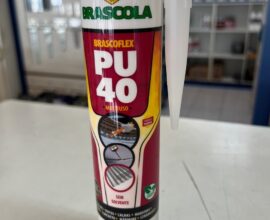 BRASCOLA
BRASCOFLEX
PU
40
MULTIUSO
SEM
SOLVENTE